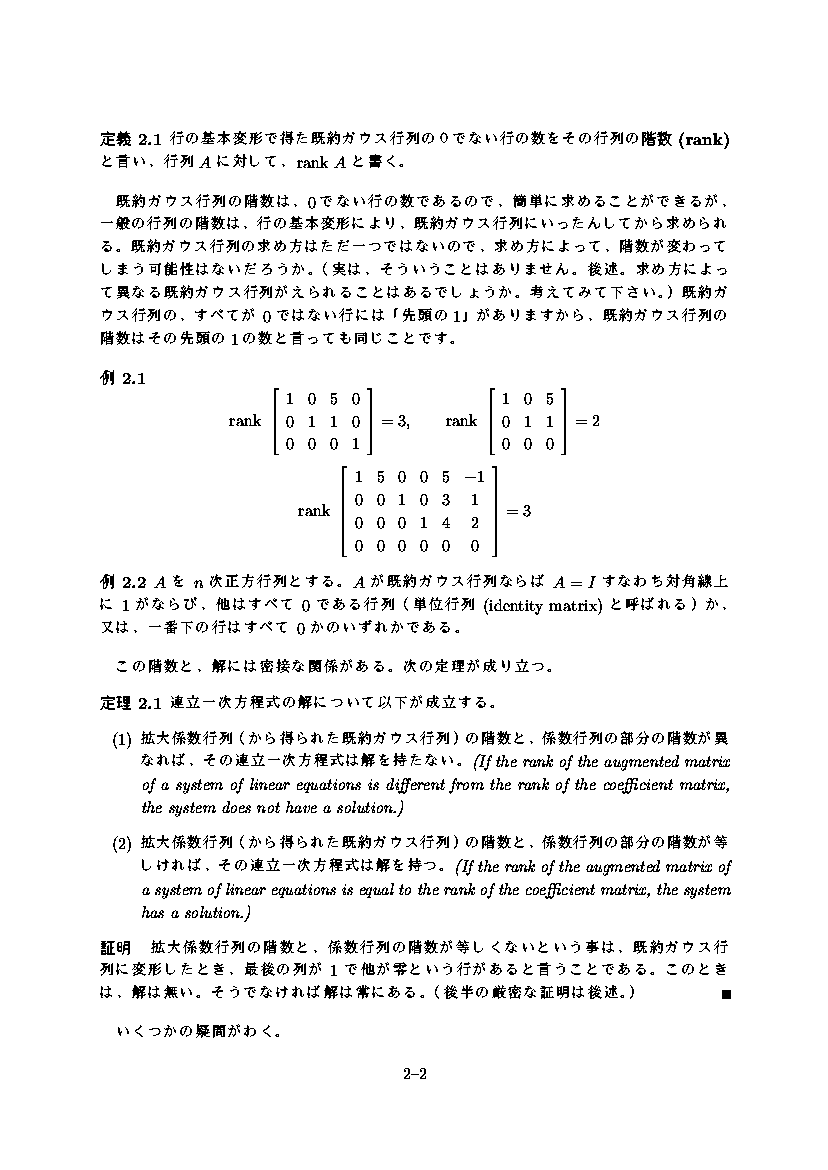 定義 2.1 行の基本変形で得た既約ガウス行列の 0 でない行の数をその行列の階数 (rank)
と言い、行列 A に対して、rank A と書く。
既約ガウス行列の階数は、0 でない行の数であるので、簡単に求めることができるが、
一般の行列の階数は、行の基本変形により、既約ガウス行列にいったんしてから求められ
る。既約ガウス行列の求め方はただ一つではないので、求め方によって、階数が変わって
しまう可能性はないだろうか。(実は、そういうことはありません。後述。求め方によっ
て異なる既約ガウス行列がえられることはあるでしょうか。考えてみて下さい。) 既約ガ
ウス行列の、すべてが 0 ではない行には「先頭の 1」がありますから、既約ガウス行列の
階数はその先頭の 1 の数と言っても同じことです。
例 2.1
rank [ 1 0 5 0 / 0 1 1 0 / 0 0 0 1 ] = 3, rank [ 1 0 5 / 0 1 1 / 0 0 0 ] = 2
rank [ 1 5 0 0 5 −1 / 0 0 1 0 3 1 / 0 0 0 1 4 2 / 0 0 0 0 0 0 ] = 3
例 2.2 A を n 次正方行列とする。A が既約ガウス行列ならば A = I すなわち対角線上
に 1 がならび、他はすべて 0 である行列 (単位行列 (identity matrix) と呼ばれる) か、
又は、一番下の行はすべて 0 かのいずれかである。
この階数と、解には密接な関係がある。次の定理が成り立つ。
定理 2.1 連立一次方程式の解について以下が成立する。
(1) 拡大係数行列 (から得られた既約ガウス行列) の階数と、係数行列の部分の階数が異
なれば、その連立一次方程式は解を持たない。(If the rank of the augmented matrix
of a system of linear equations is different from the rank of the coefficient matrix,
the system does not have a solution.)
(2) 拡大係数行列 (から得られた既約ガウス行列) の階数と、係数行列の部分の階数が等
しければ、その連立一次方程式は解を持つ。(If the rank of the augmented matrix of
a system of linear equations is equal to the rank of the coefficient matrix, the system
has a solution.)
証明 拡大係数行列の階数と、係数行列の階数が等しくないという事は、既約ガウス行
列に変形したとき、最後の列が 1 で他が零という行があると言うことである。このとき
は、解は無い。そうでなければ解は常にある。(後半の厳密な証明は後述。) ■
いくつかの疑問がわく。
2–2